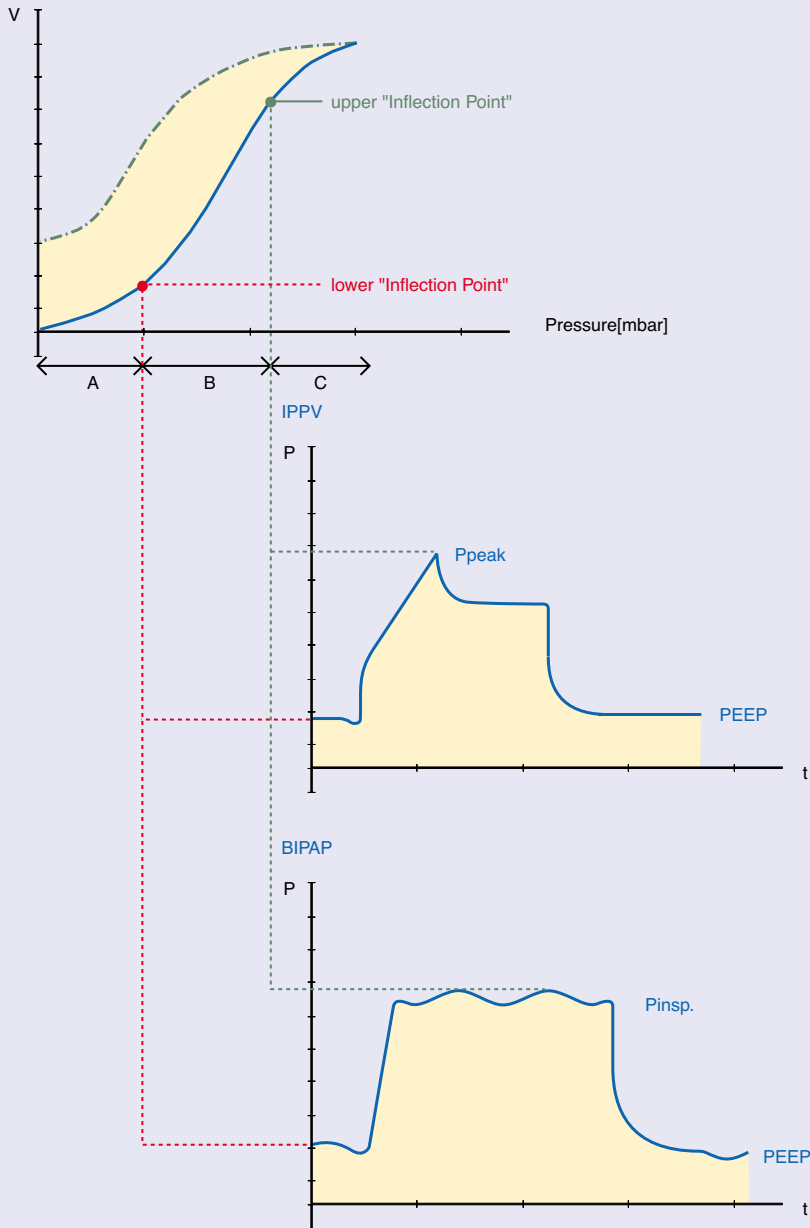 V
upper "Inflection Point"
lower "Inflection Point"
Pressure[mbar]
A B C
IPPV
P
Ppeak
PEEP
t
BIPAP
P
Pinsp.
PEEP
t